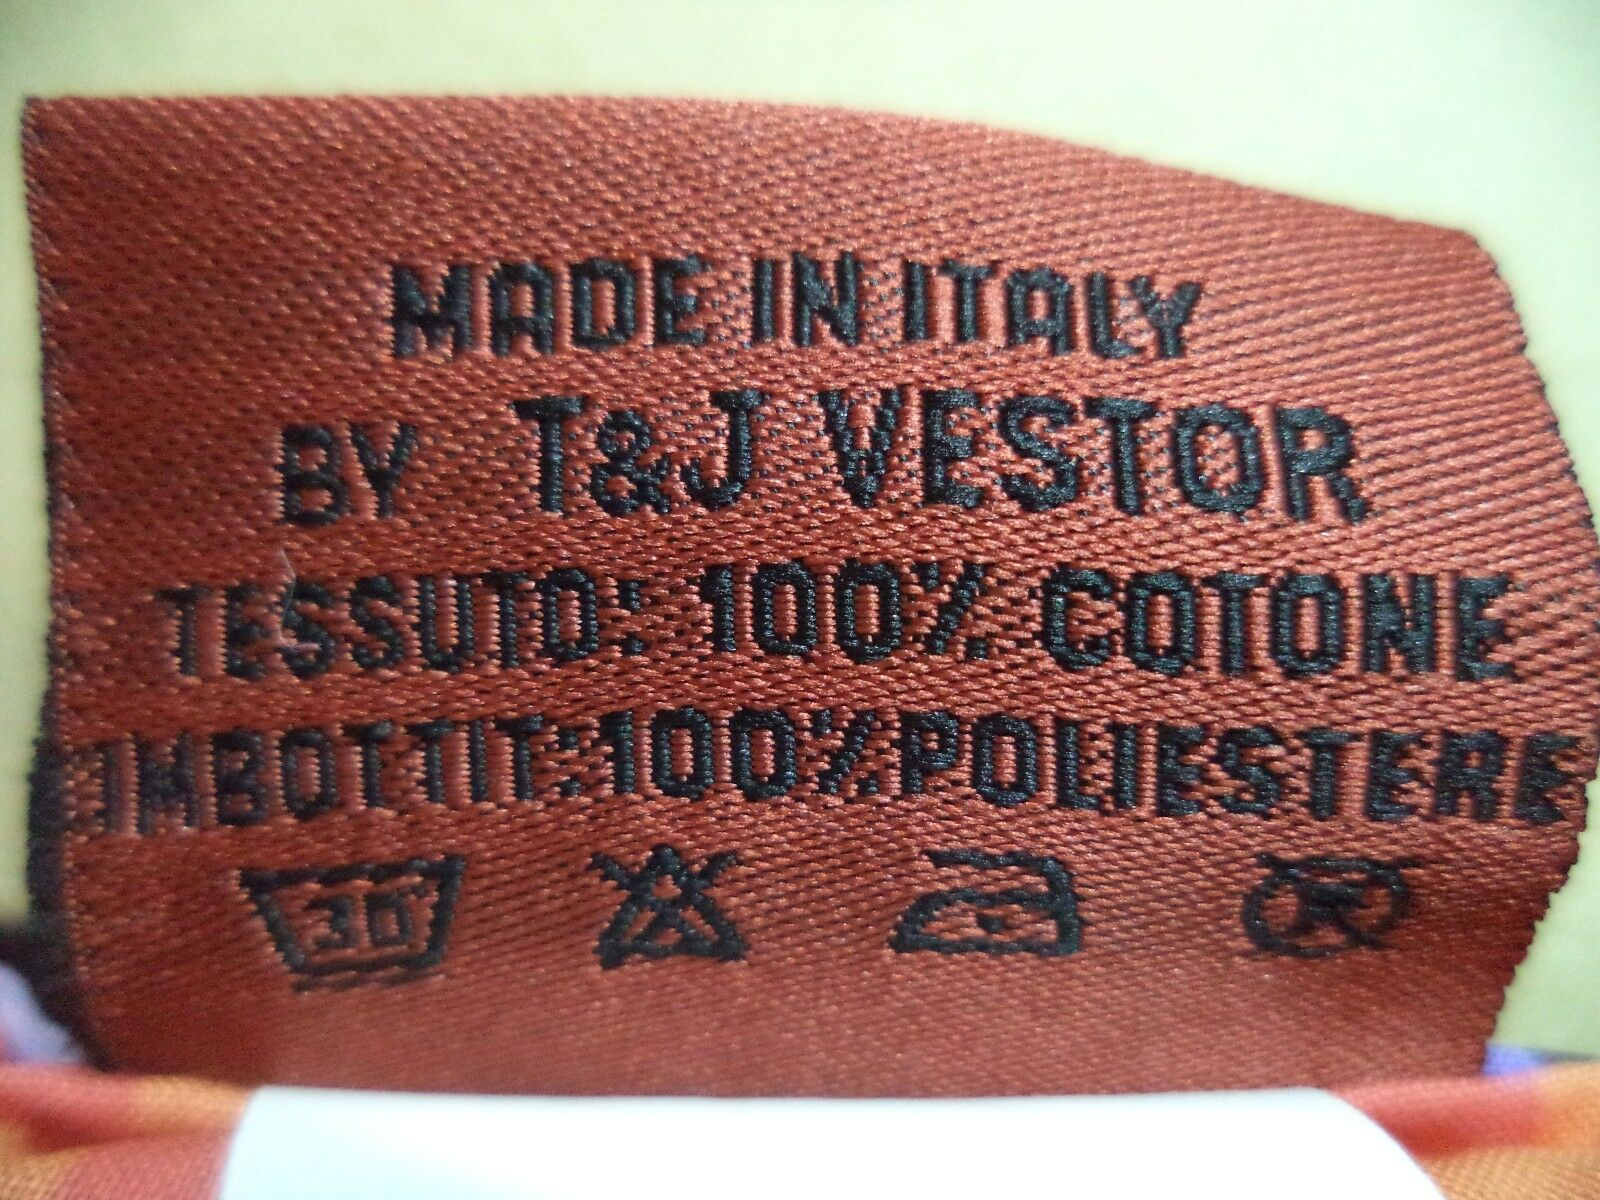 MADE IN ITALY
BY T&J VESTOR
TESSUTO: 100% COTONE
IMBOTTIT:100%POLIESTERE
30°